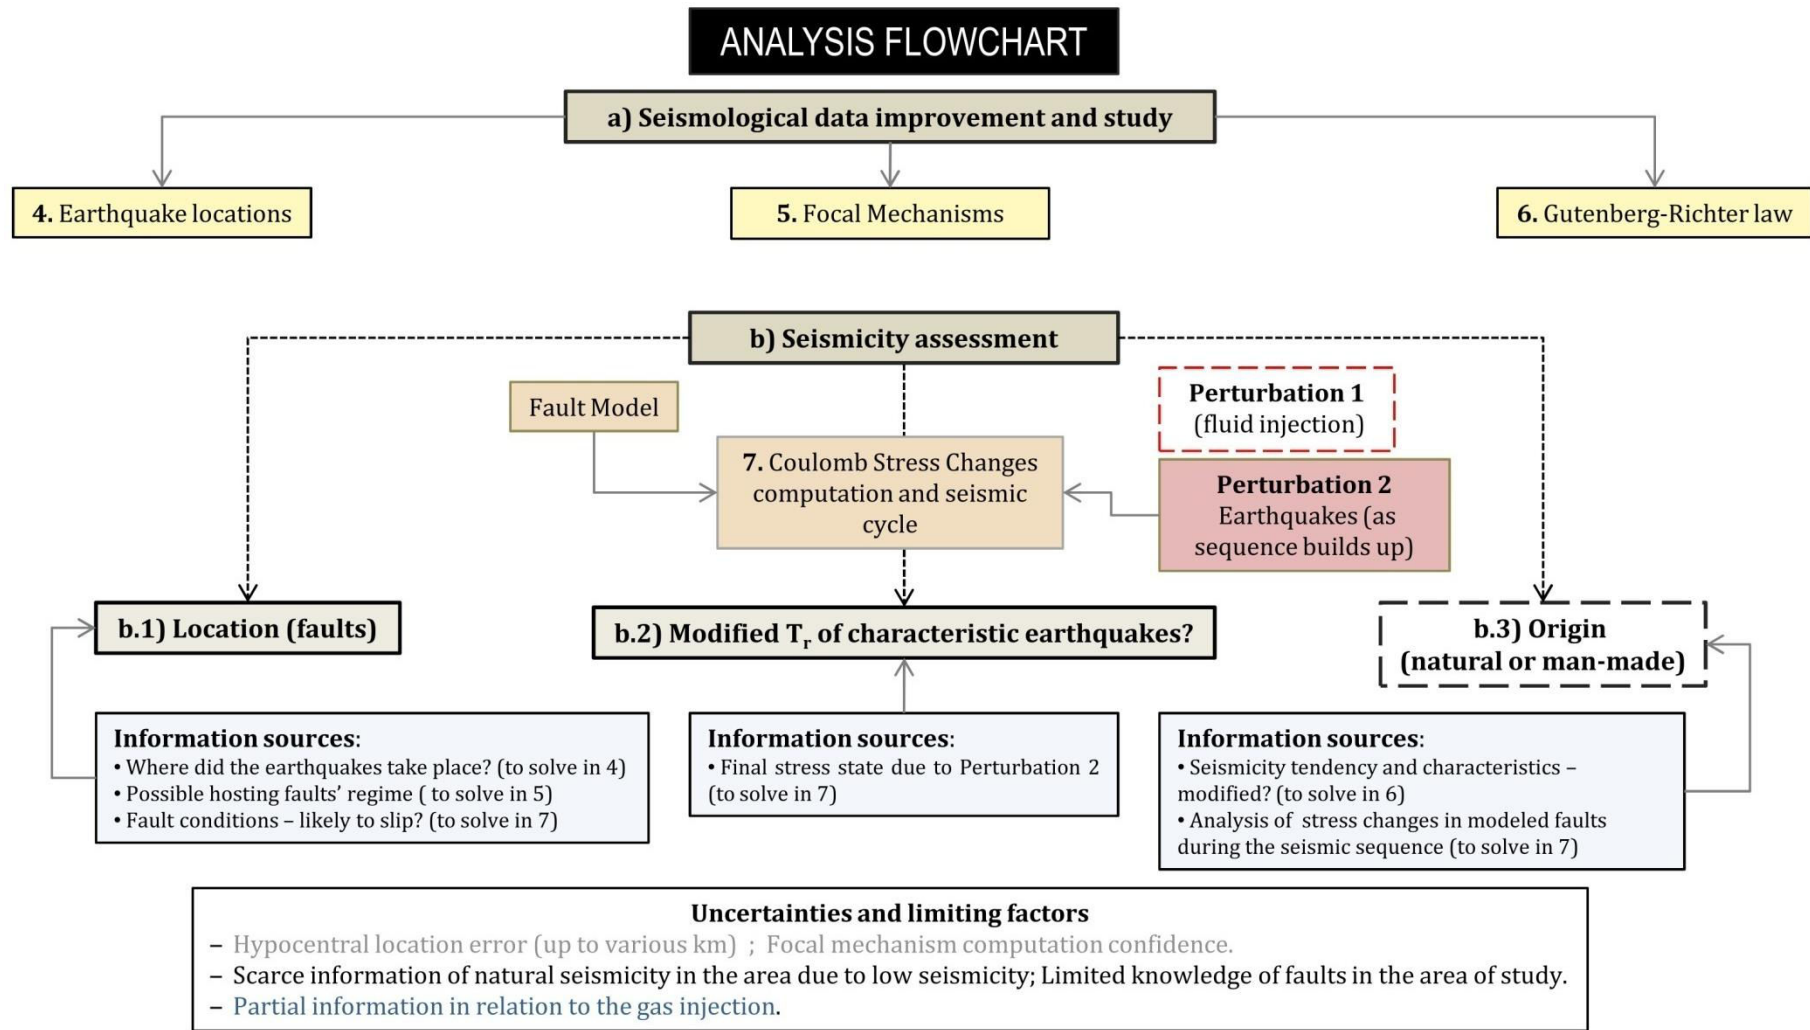 ANALYSIS FLOWCHART
a) Seismological data improvement and study
4. Earthquake locations
5. Focal Mechanisms
6. Gutenberg-Richter law
b) Seismicity assessment
Fault Model
Perturbation 1
(fluid injection)
7. Coulomb Stress Changes
computation and seismic
cycle
Perturbation 2
Earthquakes (as
sequence builds up)
b.1) Location (faults)
b.2) Modified Tr of characteristic earthquakes?
b.3) Origin
(natural or man-made)
Information sources:
• Where did the earthquakes take place? (to solve in 4)
• Possible hosting faults’ regime ( to solve in 5)
• Fault conditions – likely to slip? (to solve in 7)
Information sources:
• Final stress state due to Perturbation 2
(to solve in 7)
Information sources:
• Seismicity tendency and characteristics –
modified? (to solve in 6)
• Analysis of stress changes in modeled faults
during the seismic sequence (to solve in 7)
Uncertainties and limiting factors
– Hypocentral location error (up to various km) ; Focal mechanism computation confidence.
– Scarce information of natural seismicity in the area due to low seismicity; Limited knowledge of faults in the area of study.
– Partial information in relation to the gas injection.